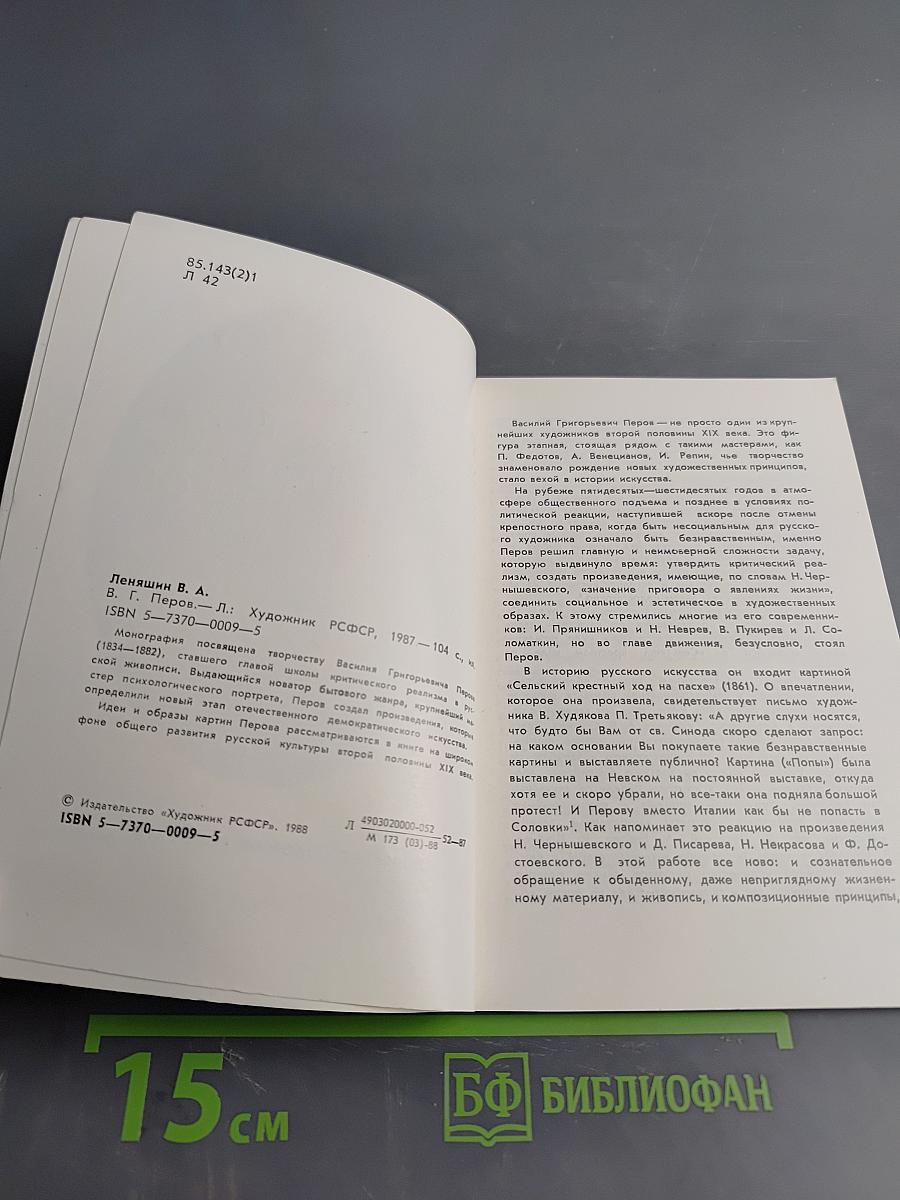 85.143(2)1
Л 42
Леняшин В. А.
В. Г. Перов.— Л.: Художник РСФСР, 1987 — 104 с.,
ISBN 5—7370—0009—5
Монография посвящена творчеству Василия Григорьевича Перова
(1834—1882), ставшего главой школы критического реализма в рус-
ской живописи. Выдающийся новатор бытового жанра, крупнейший ма-
стер психологического портрета, Перов создал произведения, которые
определили новый этап отечественного демократического искусства.
Идеи и образы картин Перова рассматриваются в книге на широком
фоне общего развития русской культуры второй половины XIX века.
© Издательство «Художник РСФСР». 1988
ISBN 5—7370—0009—5
Л 4903020000-052 52—87
М 173 (03)-88
Василий Григорьевич Перов — не просто один из круп-
нейших художников второй половины XIX века. Это фи-
гура этапная, стоящая рядом с такими мастерами, как
П. Федотов, А. Венецианов, И. Репин, чье творчество
знаменовало рождение новых художественных принципов,
стало вехой в истории искусства.
На рубеже пятидесятых—шестидесятых годов в атмо-
сфере общественного подъема и позднее в условиях по-
литической реакции, наступившей вскоре после отмены
крепостного права, когда быть несоциальным для русско-
го художника означало быть безнравственным, именно
Перов решил главную и неимоверной сложности задачу,
которую выдвинуло время: утвердить критический реа-
лизм, создать произведения, имеющие, по словам Н. Чер-
нышевского, «значение приговора о явлениях жизни»,
соединить социальное и эстетическое в художественных
образах. К этому стремились многие из его современни-
ков: И. Прянишников и Н. Неврев, В. Пукирев и Л. Со-
ломаткин, но во главе движения, безусловно, стоял
Перов.
В историю русского искусства он входит картиной
«Сельский крестный ход на пасхе» (1861). О впечатлении,
которое она произвела, свидетельствует письмо худож-
ника В. Худякова П. Третьякову: «А другие слухи носятся,
что будто бы Вам от св. Синода скоро сделают запрос:
на каком основании Вы покупаете такие безнравственные
картины и выставляете публично? Картина («Попы») была
выставлена на Невском на постоянной выставке, откуда
хотя ее и скоро убрали, но все-таки она подняла большой
протест! И Перову вместо Италии как бы не попасть в
Соловки»¹. Как напоминает это реакцию на произведения
Н. Чернышевского и Д. Писарева, Н. Некрасова и Ф. До-
стоевского. В этой работе все ново: и сознательное
обращение к обыденному, даже неприглядному жизнен-
ному материалу, и живопись, и композиционные принципы,
15 см
БФ БИБЛИОФАН